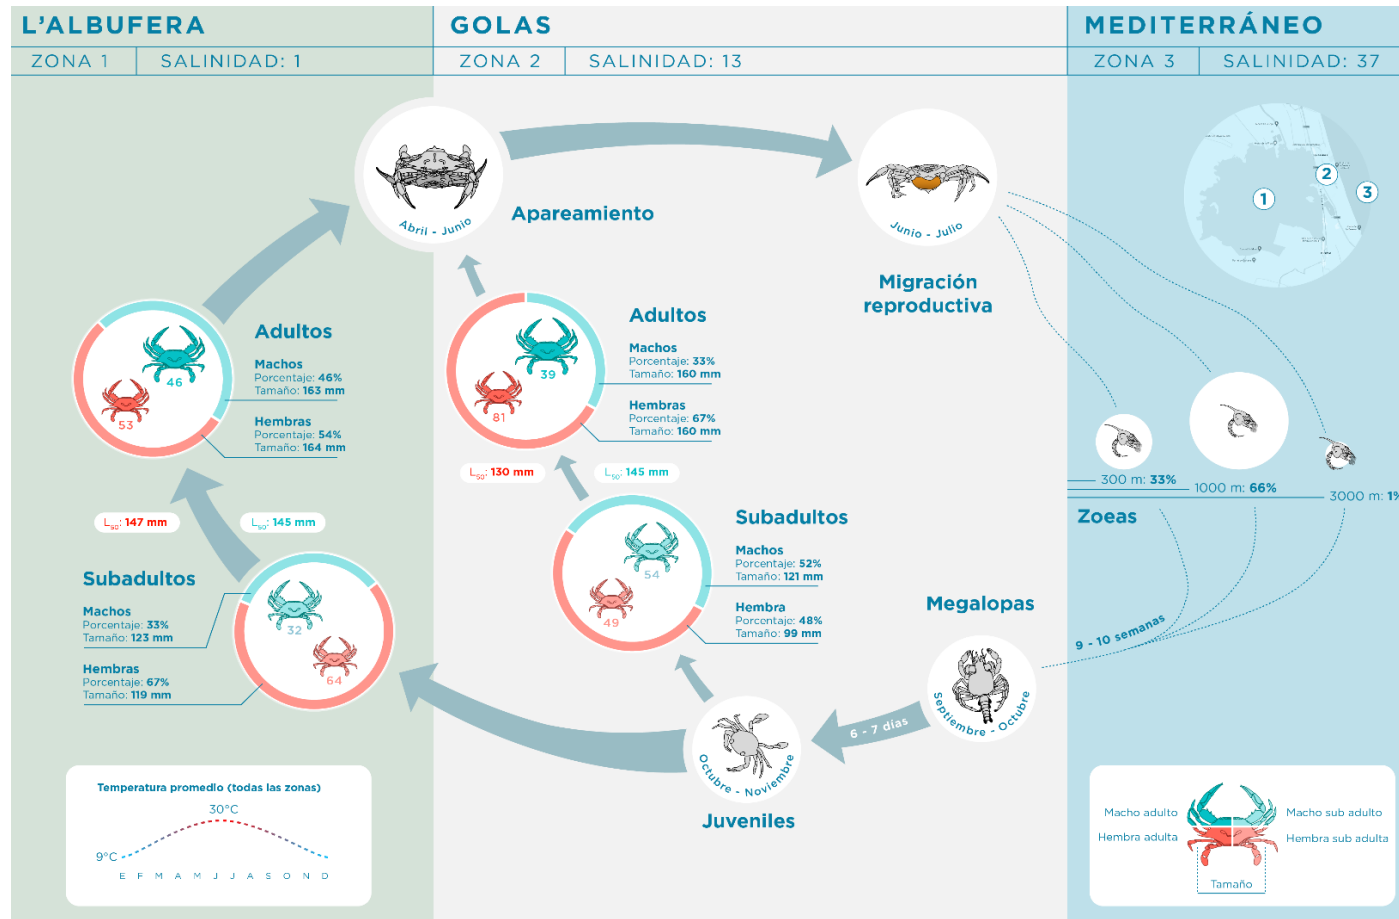 L'ALBUFERA
GOLAS
MEDITERRÁNEO
ZONA 1
SALINIDAD: 1
ZONA 2
SALINIDAD: 13
ZONA 3
SALINIDAD: 37
Abril - Junio
Apareamiento
Junio - Julio
Migración
reproductiva
1
2
3
46
53
Adultos
Machos
Porcentaje: 46%
Tamaño: 163 mm
Hembras
Porcentaje: 54%
Tamaño: 164 mm
39
81
Adultos
Machos
Porcentaje: 33%
Tamaño: 160 mm
Hembras
Porcentaje: 67%
Tamaño: 160 mm
L50: 130 mm
L50: 145 mm
300 m: 33%
1000 m: 66%
3000 m: 1%
Zoeas
L50: 147 mm
L50: 145 mm
Subadultos
Machos
Porcentaje: 33%
Tamaño: 123 mm
Hembras
Porcentaje: 67%
Tamaño: 119 mm
32
64
54
49
Subadultos
Machos
Porcentaje: 52%
Tamaño: 121 mm
Hembra
Porcentaje: 48%
Tamaño: 99 mm
Megalopas
9 - 10 semanas
Septiembre - Octubre
6 - 7 días
Octubre - Noviembre
Juveniles
Temperatura promedio (todas las zonas)
30°C
9°C
E F M A M J J A S O N D
Macho adulto
Macho sub adulto
Hembra adulta
Hembra sub adulta
Tamaño